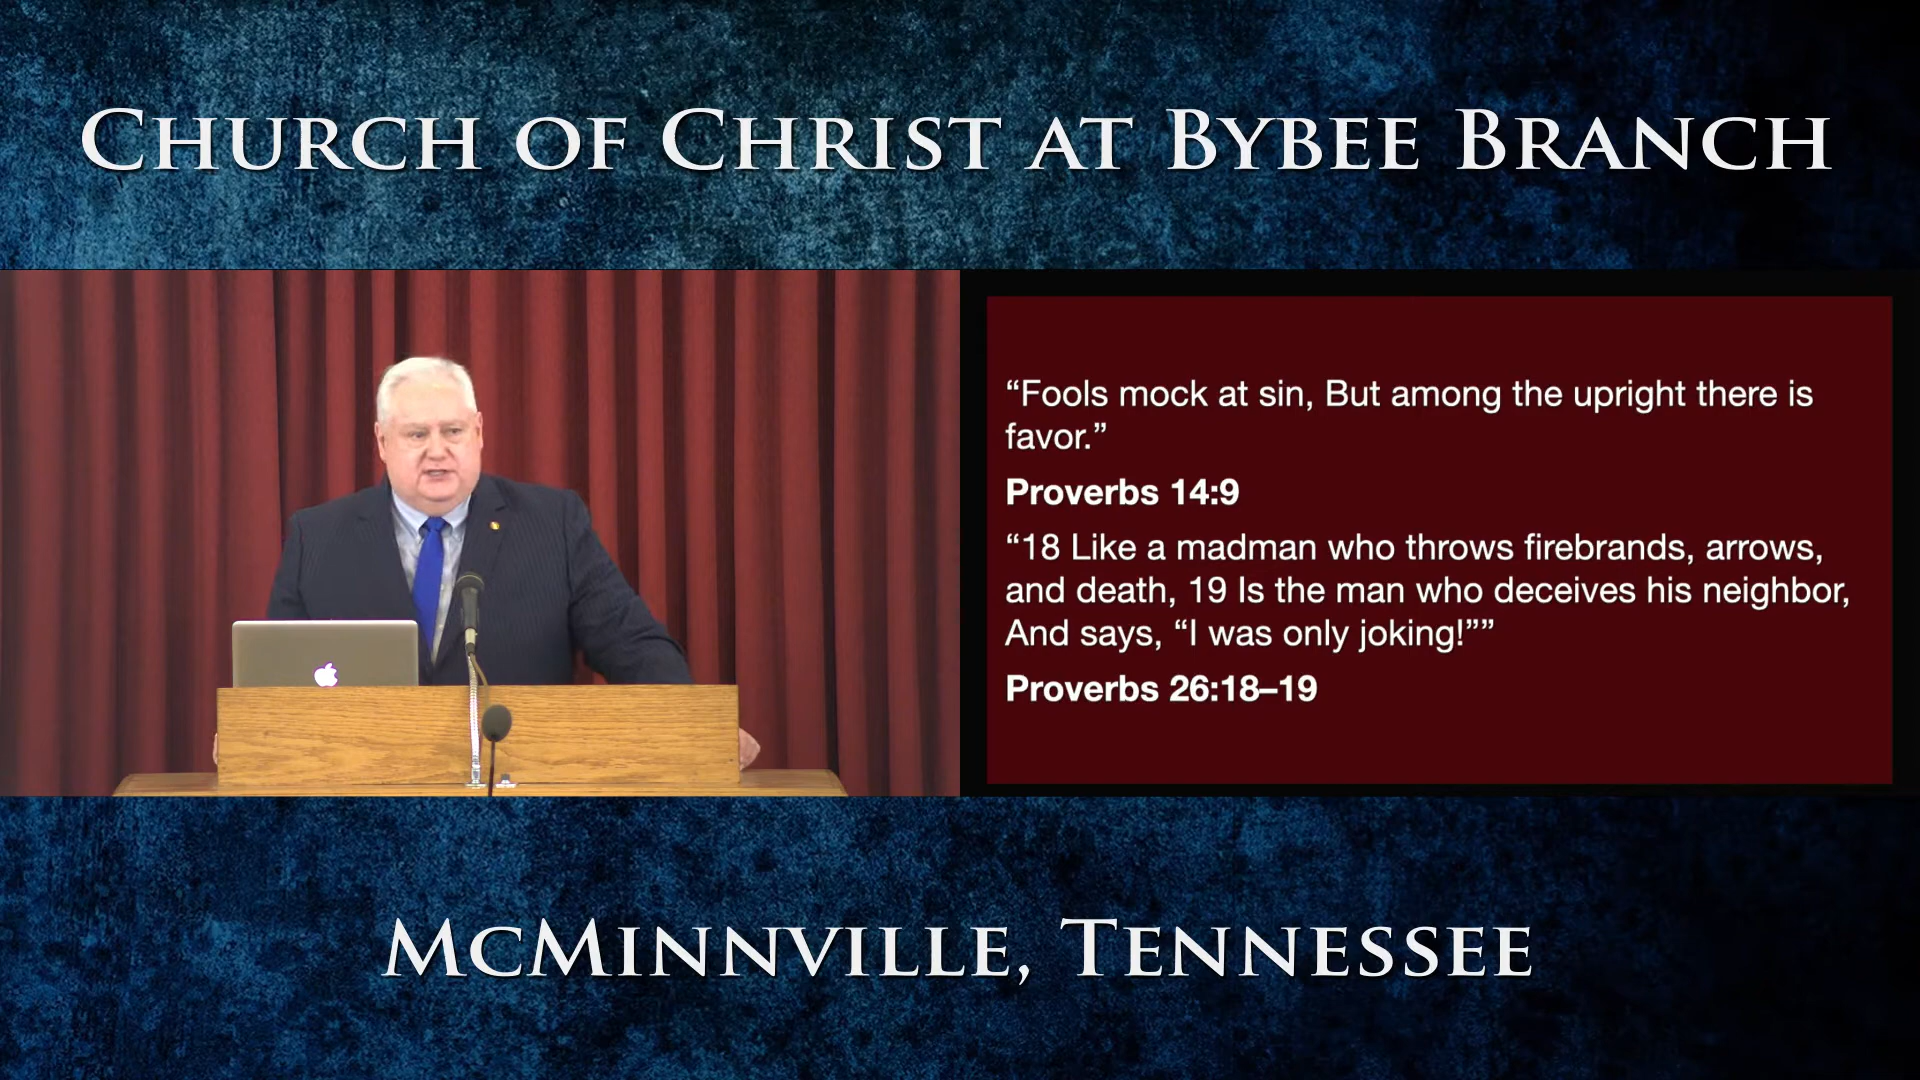 Church of Christ at Bybee Branch
“Fools mock at sin, But among the upright there is
favor.”
Proverbs 14:9
“18 Like a madman who throws firebrands, arrows,
and death, 19 Is the man who deceives his neighbor,
And says, “I was only joking!””
Proverbs 26:18–19
McMinnville, Tennessee